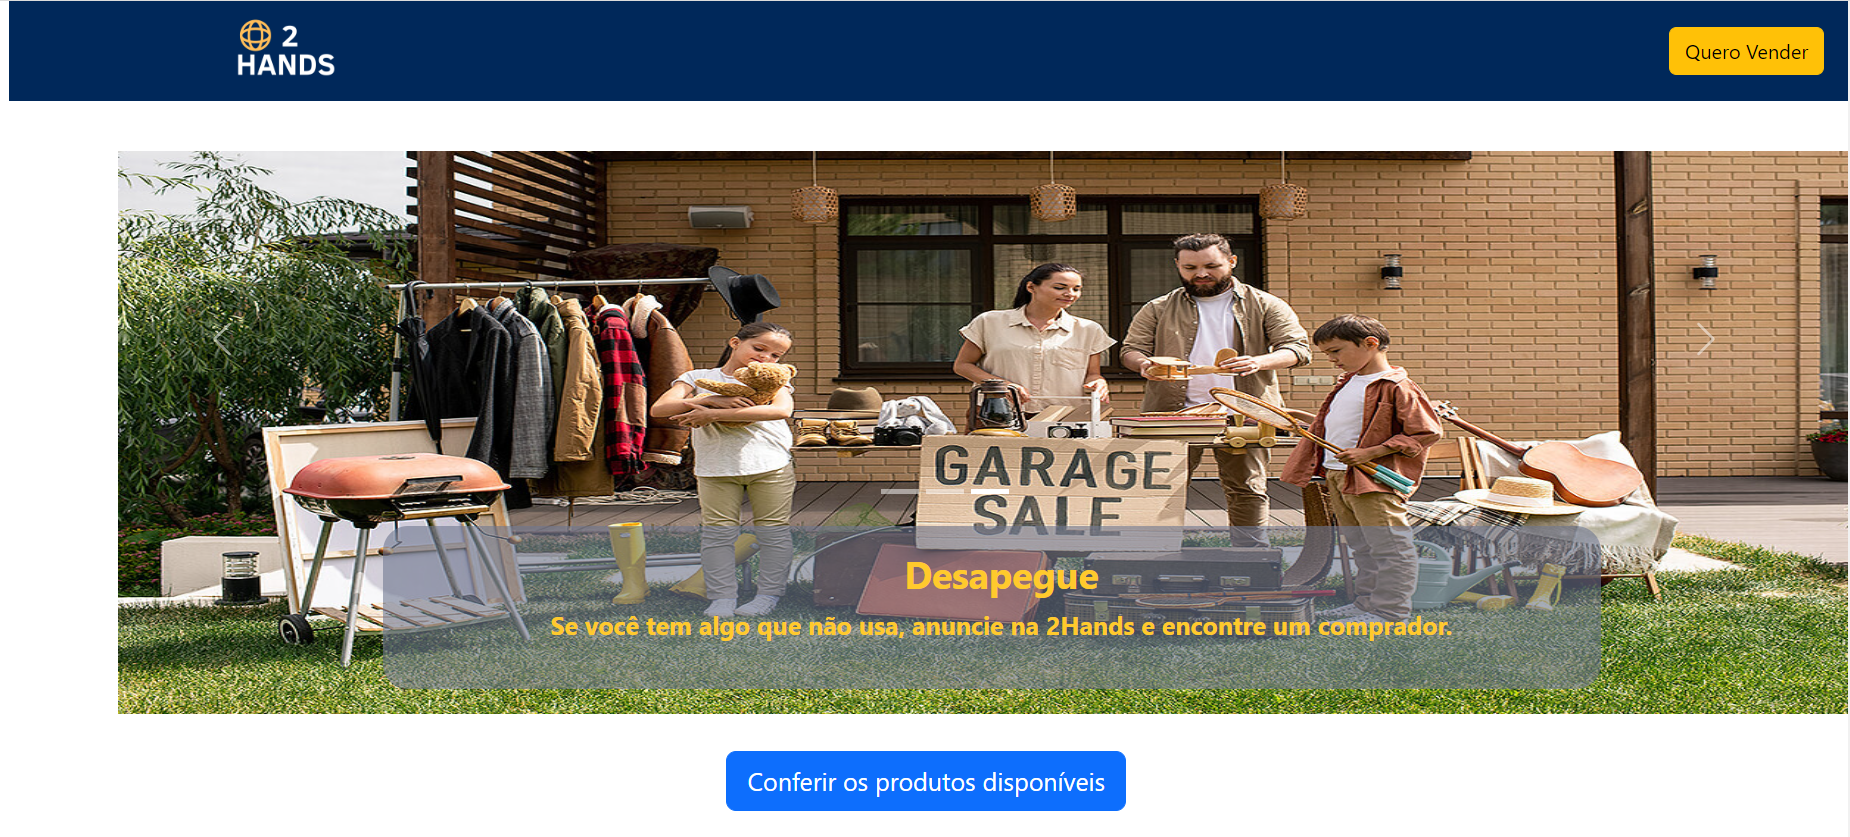 2
HANDS
Quero Vender
GARAGE
SALE
Desapegue
Se você tem algo que não usa, anuncie na 2Hands e encontre um comprador.
Conferir os produtos disponíveis